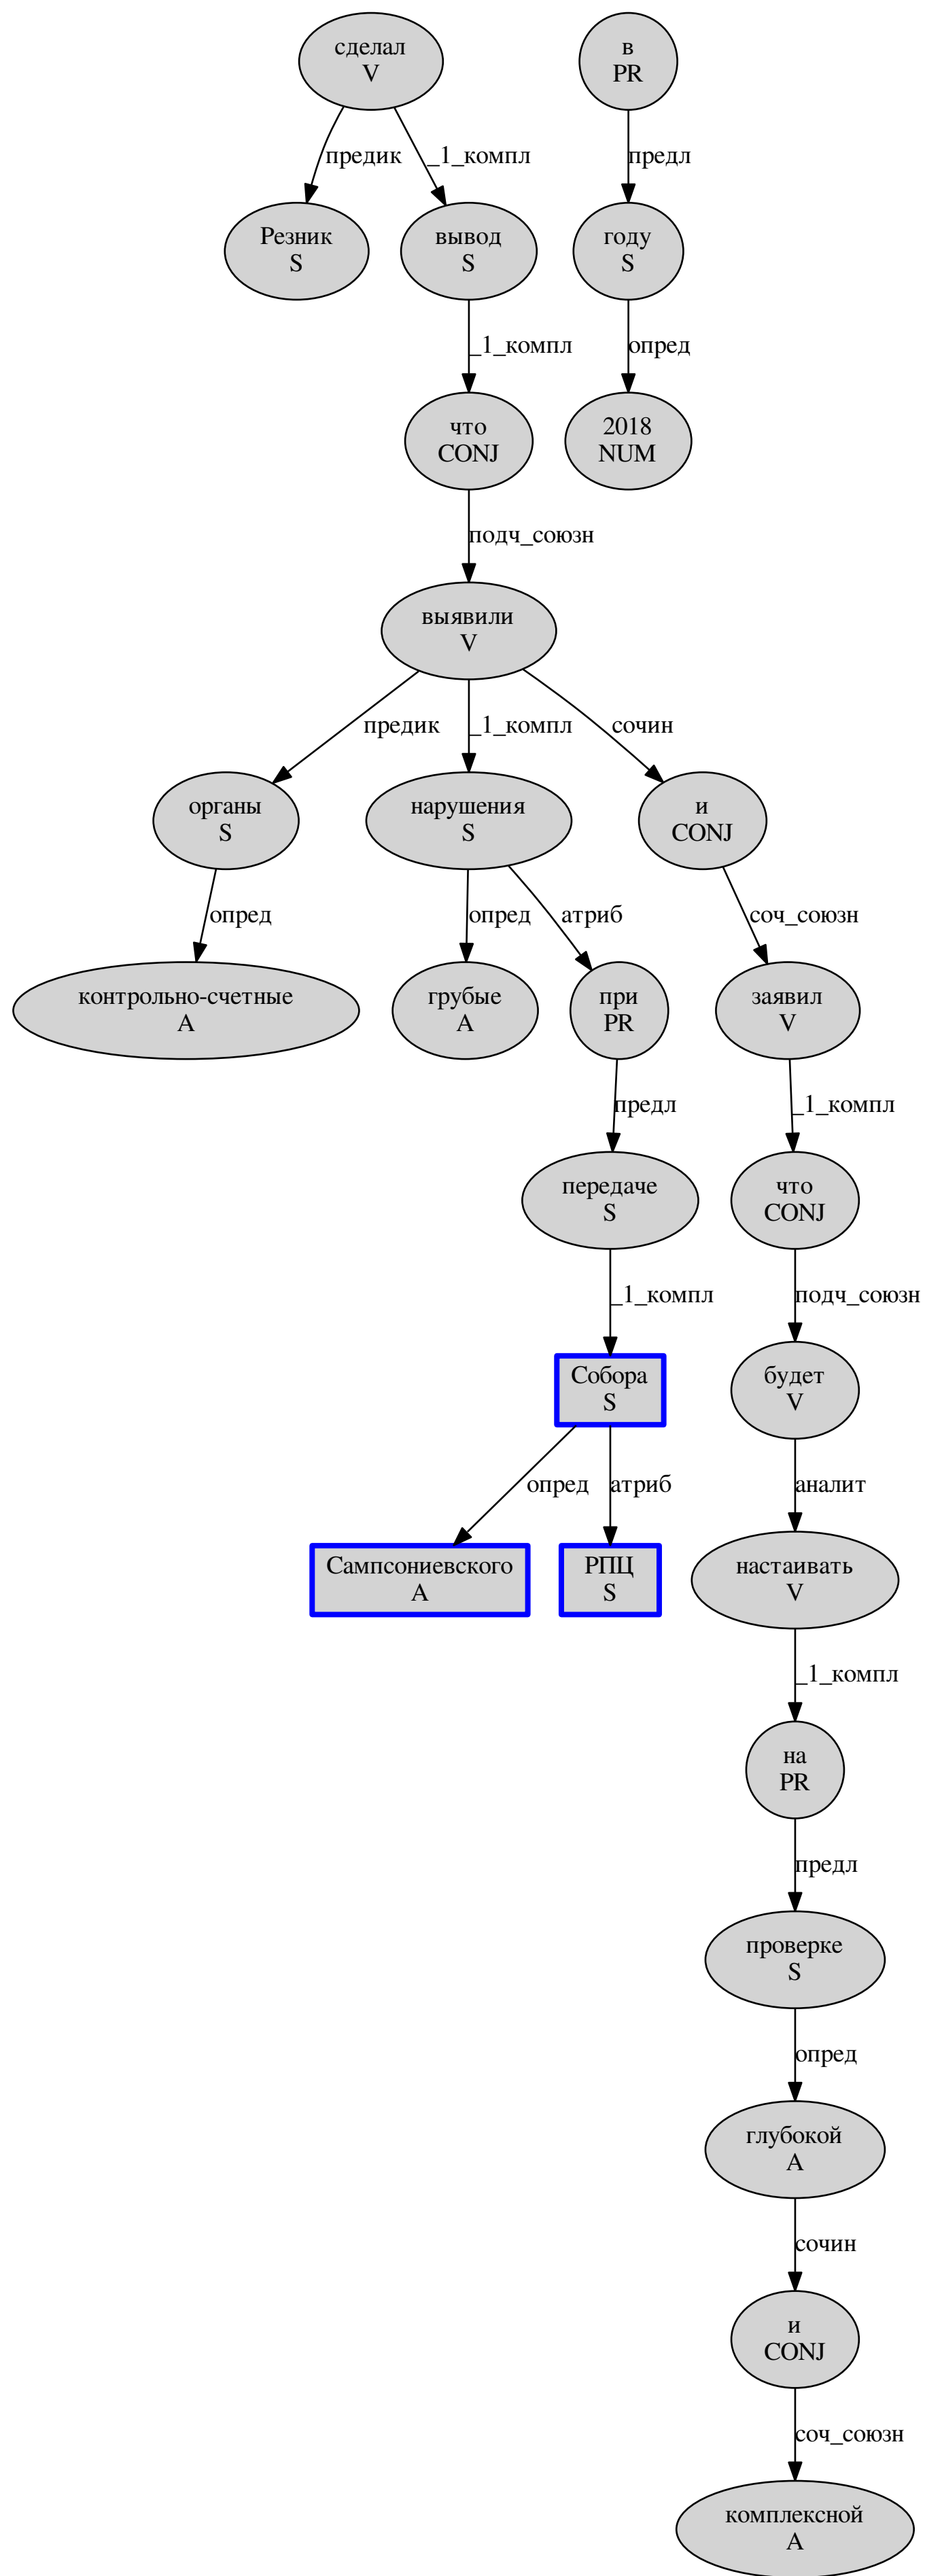 сделал
V
в
PR
предик
_1_компл
предл
Резник
S
вывод
S
году
S
_1_компл
опред
что
CONJ
2018
NUM
подч_союзн
выявили
V
предик
_1_компл
сочин
органы
S
нарушения
S
и
CONJ
опред
опред
атриб
соч_союзн
контрольно-счетные
A
грубые
A
при
PR
заявил
V
предл
_1_компл
передаче
S
что
CONJ
_1_компл
подч_союзн
Собора
S
будет
V
опред
атриб
аналит
Сампсониевского
A
РПЦ
S
настаивать
V
_1_компл
на
PR
предл
проверке
S
опред
глубокой
A
сочин
и
CONJ
соч_союзн
комплексной
A